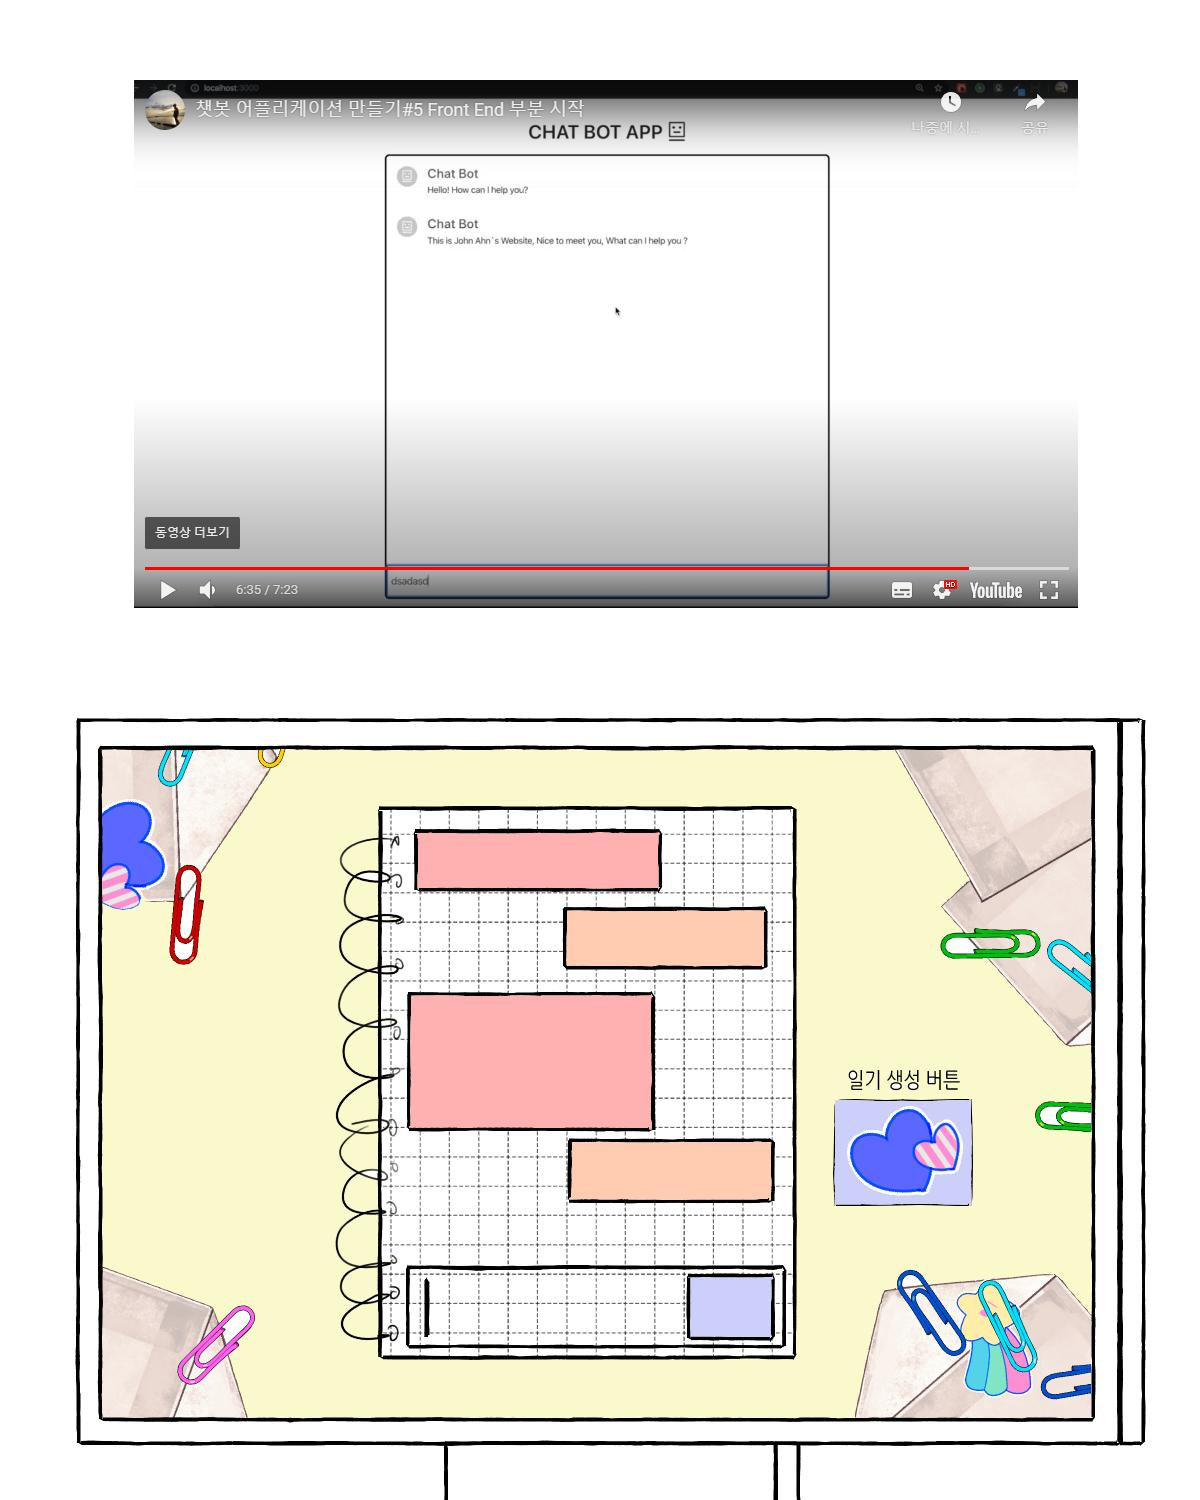 localhost:3000
챗봇 어플리케이션 만들기#5 Front End 부분 시작
나중에 시...
공유
CHAT BOT APP
Chat Bot
Hello! How can I help you?
Chat Bot
This is John Ahn`s Website, Nice to meet you, What can I help you ?
동영상 더보기
dsadasd
6:35 / 7:23
HD
YouTube
일기 생성 버튼